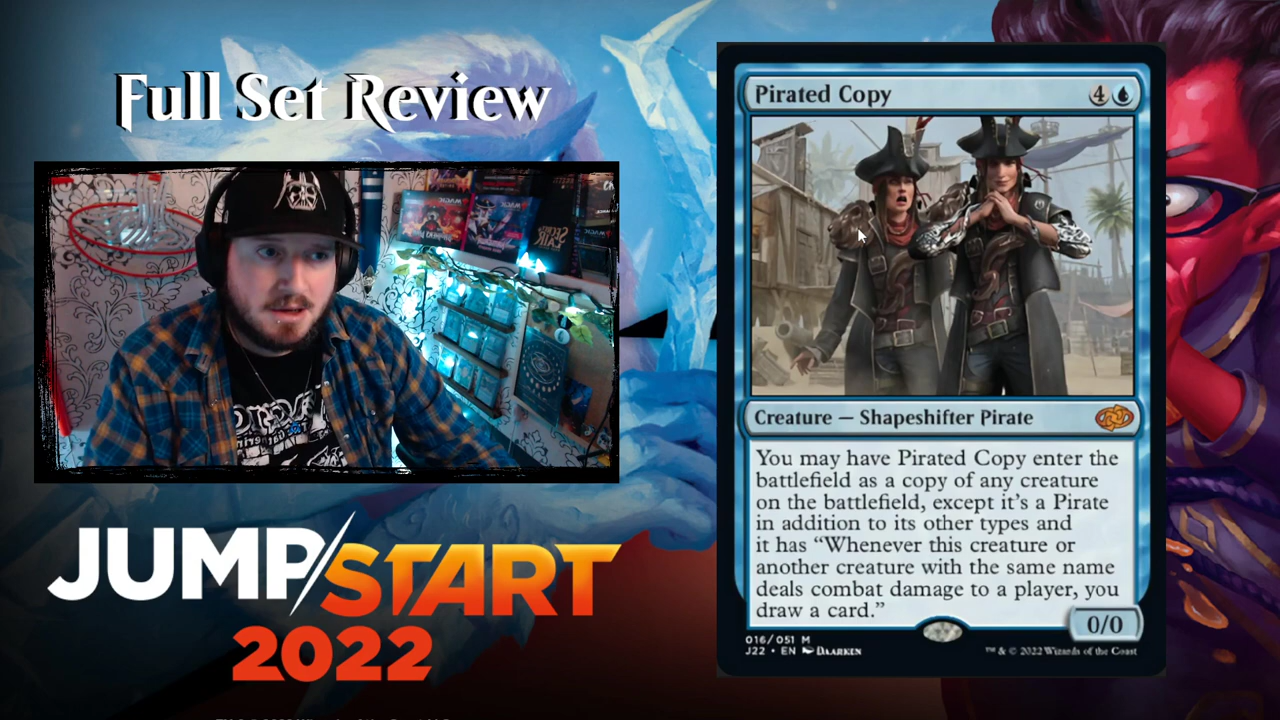 Full Set Review
JUMP/START
2022
Pirated Copy
4
Creature — Shapeshifter Pirate
You may have Pirated Copy enter the
battlefield as a copy of any creature
on the battlefield, except it’s a Pirate
in addition to its other types and
it has “Whenever this creature or
another creature with the same name
deals combat damage to a player, you
draw a card.”
0/0
016/051 M
J22 • EN DAARKEN
™ & © 2022 Wizards of the Coast